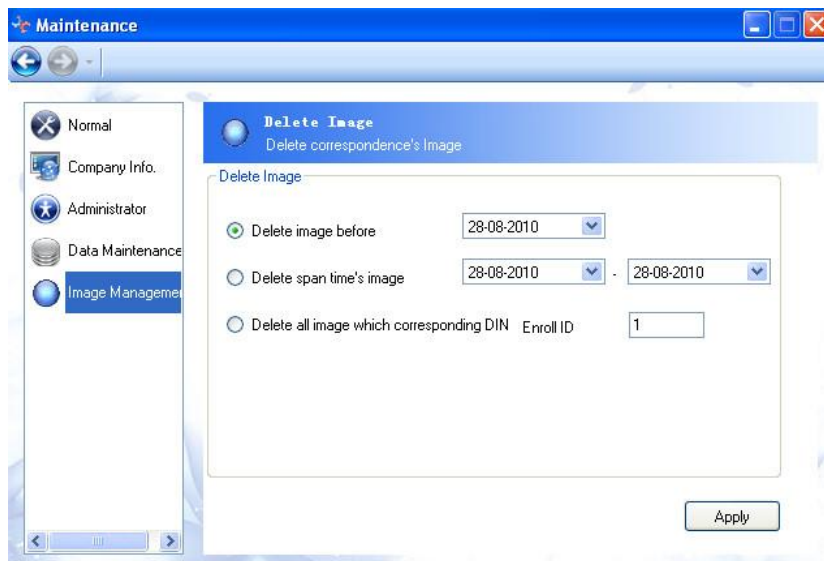 Maintenance
Normal
Company Info.
Administrator
Data Maintenance
Image Managemen
Delete Image
Delete correspondence's Image
Delete Image
Delete image before 28-08-2010
Delete span time's image 28-08-2010 - 28-08-2010
Delete all image which corresponding DIN Enroll ID 1
Apply